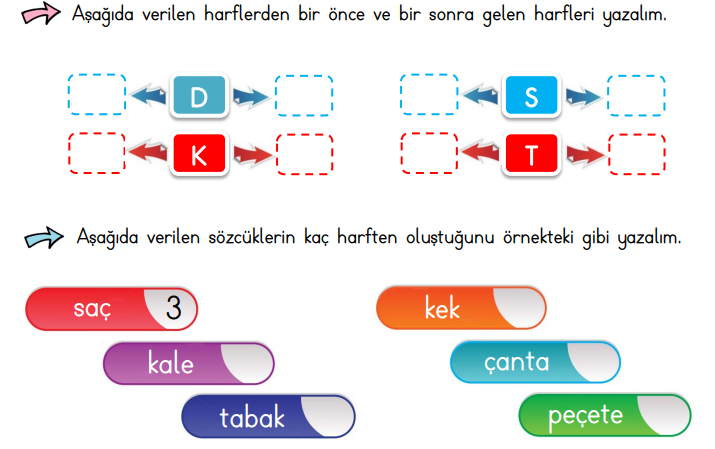 Aşağıda verilen harflerden bir önce ve bir sonra gelen harfleri yazalım.
D S
K T
Aşağıda verilen sözcüklerin kaç harften oluştuğunu örnekteki gibi yazalım.
saç 3 kek
kale çanta
tabak peçete